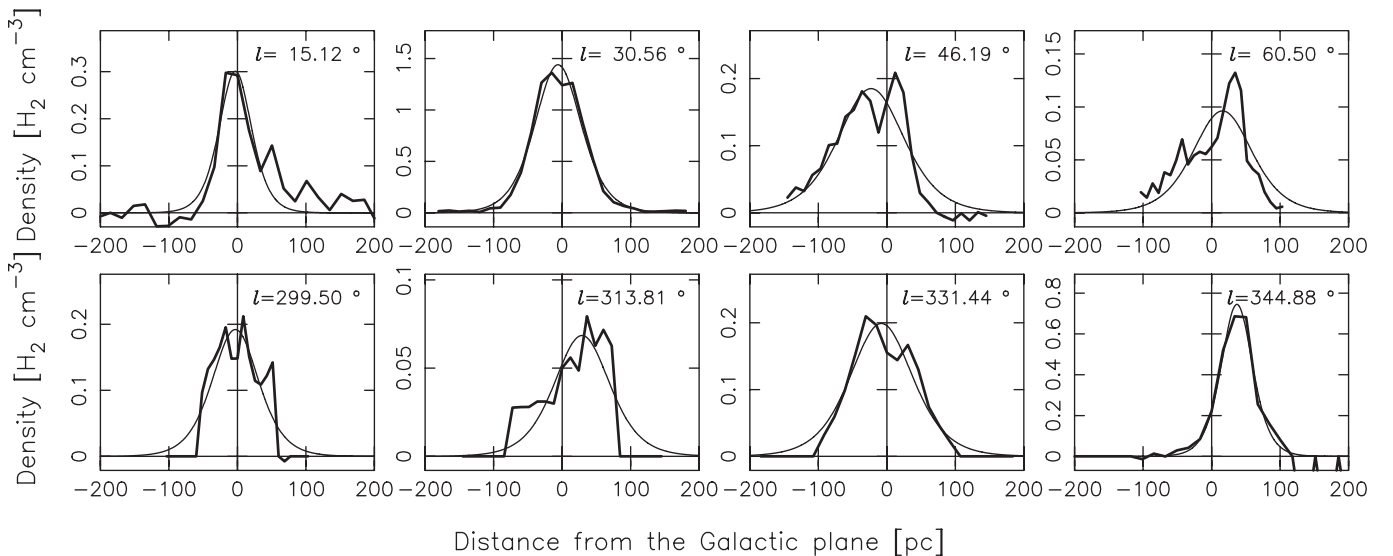 Density [H₂ cm⁻³]
l= 15.12 °
0.3
0.2
0.1
0
−200 −100 0 100 200
l= 30.56 °
1.5
1.0
0.5
0
−200 −100 0 100 200
l= 46.19 °
0.2
0.1
0
−200 −100 0 100 200
l= 60.50 °
0.15
0.10
0.05
0
−200 −100 0 100 200
Density [H₂ cm⁻³]
l=299.50 °
0.2
0.1
0
−200 −100 0 100 200
l=313.81 °
0.1
0.05
0
−200 −100 0 100 200
l=331.44 °
0.2
0.1
0
−200 −100 0 100 200
l=344.88 °
0.8
0.6
0.4
0.2
0
−200 −100 0 100 200
Distance from the Galactic plane [pc]